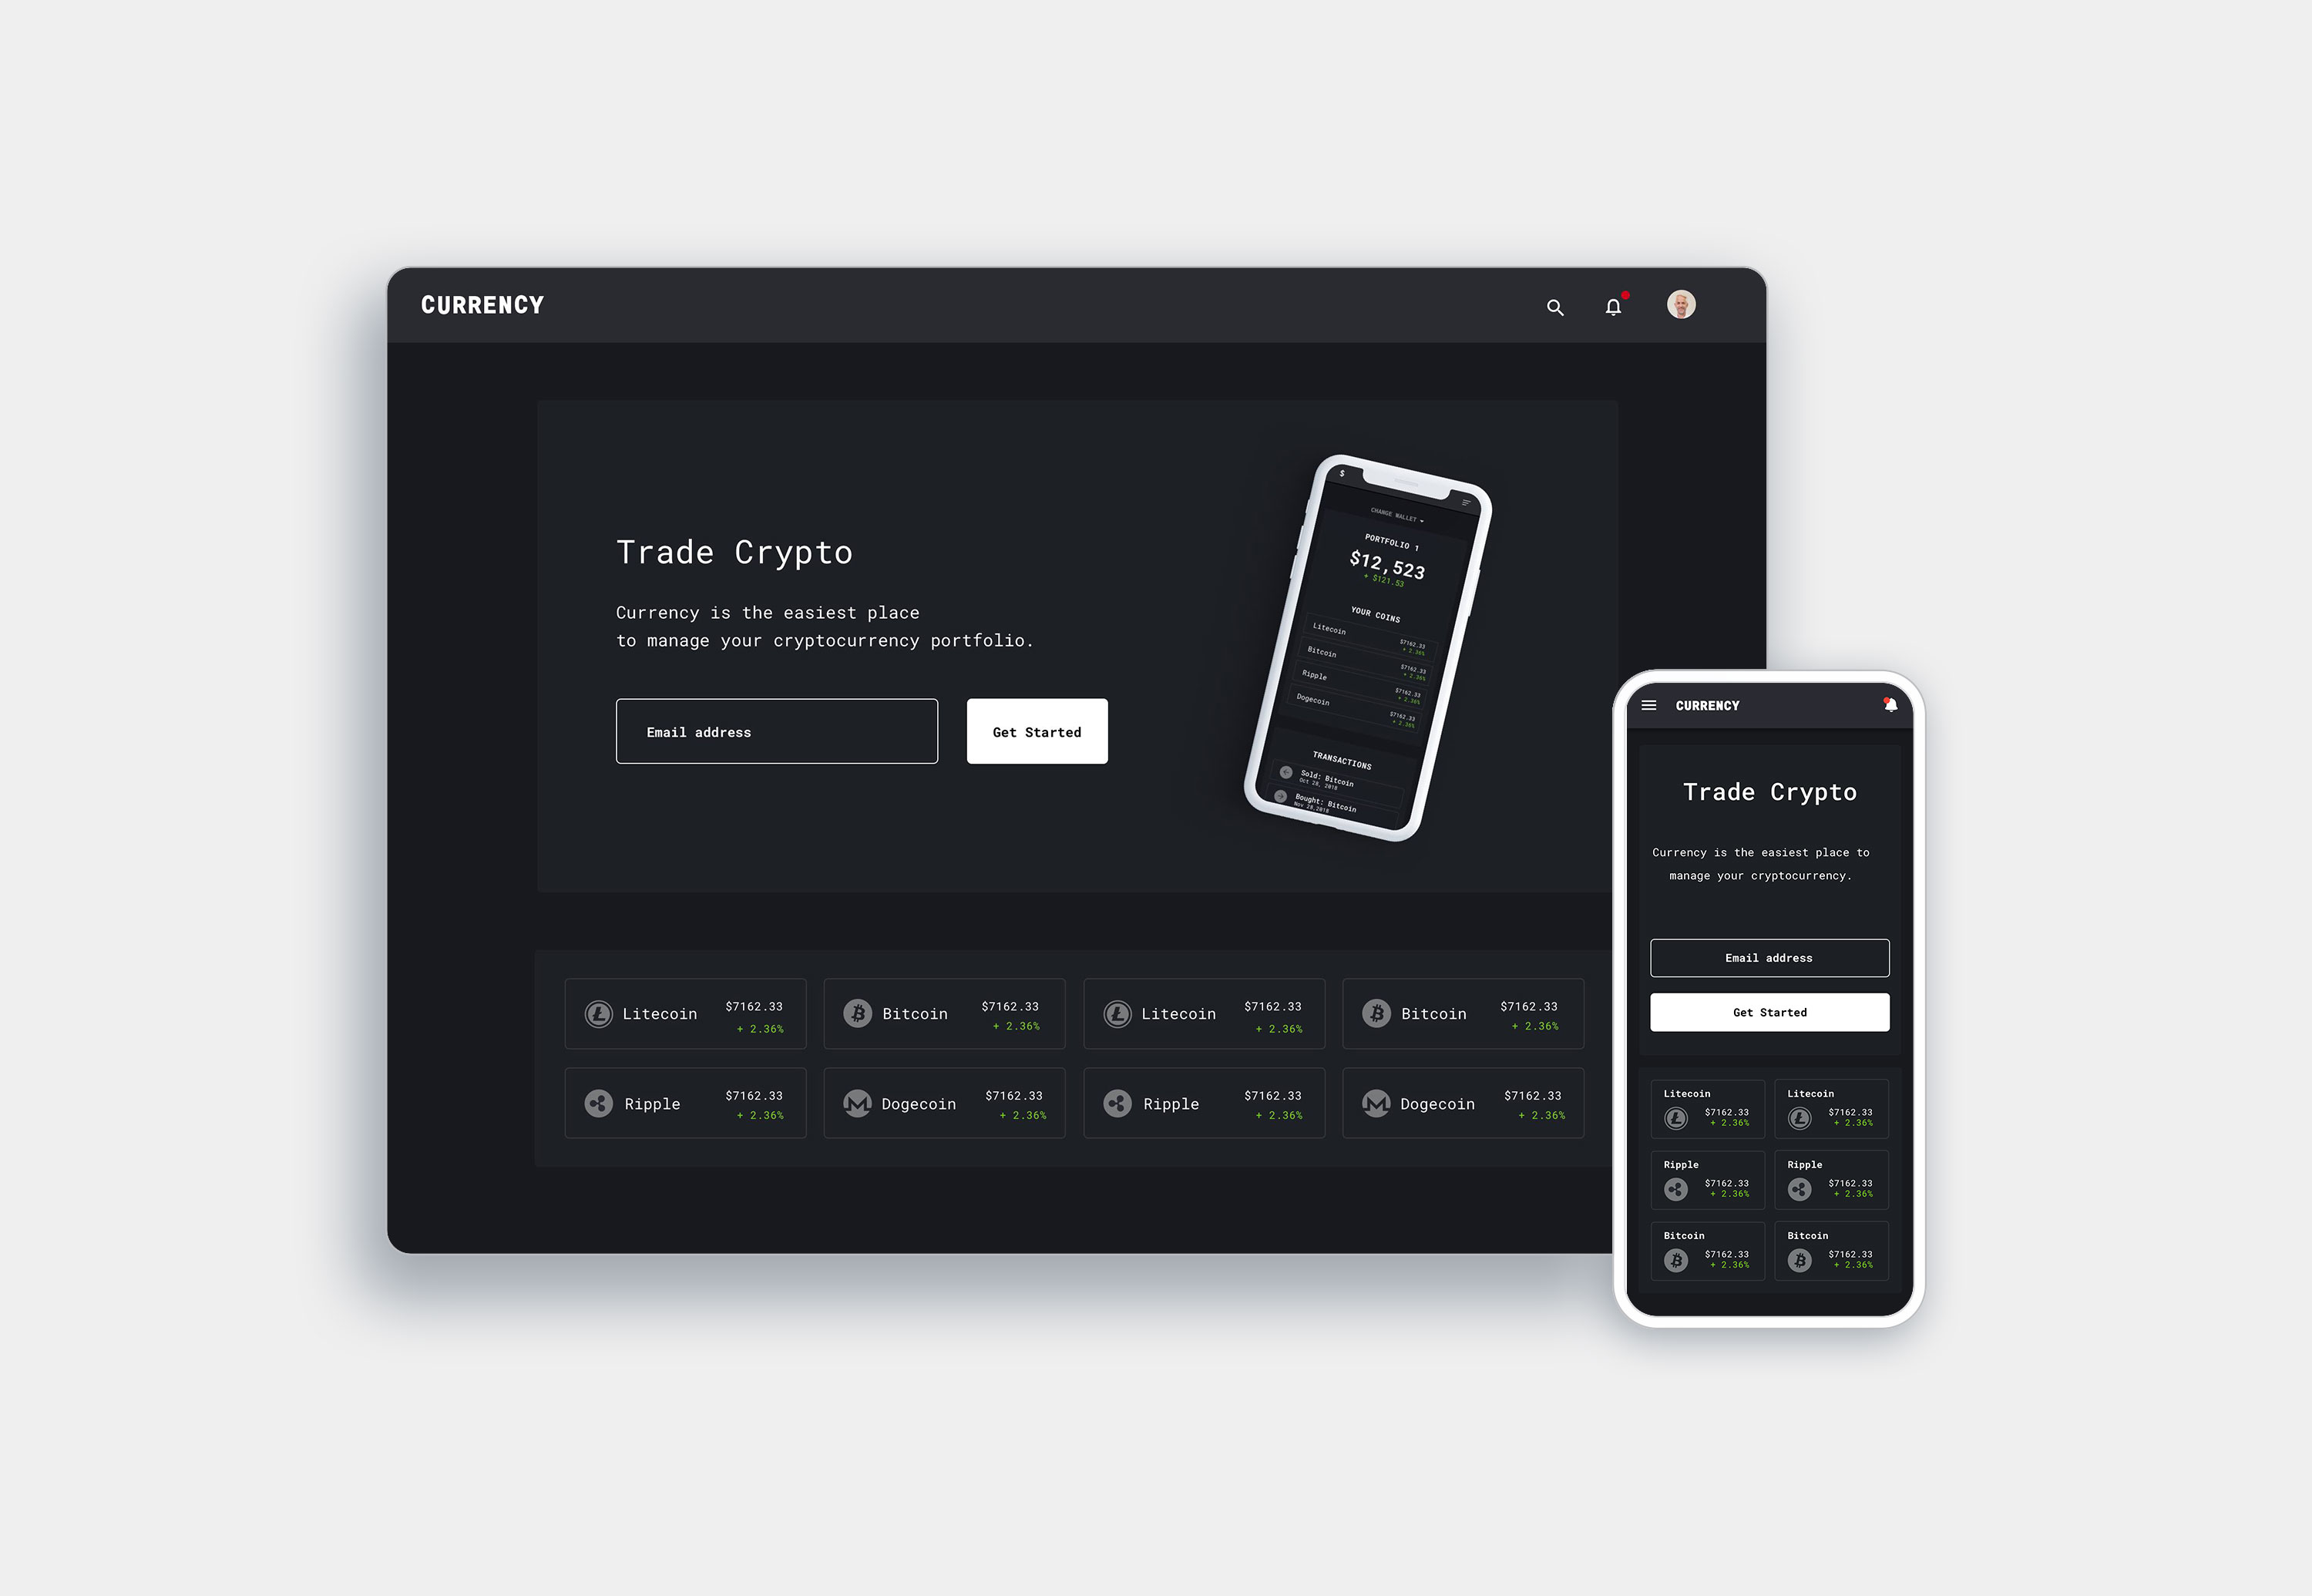 CURRENCY
Trade Crypto
Currency is the easiest place
to manage your cryptocurrency portfolio.
Email address
Get Started
$
CHANGE WALLET
PORTFOLIO 1
$12,523
+ $121.53
YOUR COINS
Litecoin $7162.33
+ 2.36%
Bitcoin $7162.33
+ 2.36%
Ripple $7162.33
+ 2.36%
Dogecoin $7162.33
+ 2.36%
TRANSACTIONS
Sold: Bitcoin
Oct 28, 2018
Bought: Bitcoin
Nov 28, 2018
Litecoin $7162.33
+ 2.36%
Bitcoin $7162.33
+ 2.36%
Litecoin $7162.33
+ 2.36%
Bitcoin $7162.33
+ 2.36%
Ripple $7162.33
+ 2.36%
Dogecoin $7162.33
+ 2.36%
Ripple $7162.33
+ 2.36%
Dogecoin $7162.33
+ 2.36%
CURRENCY
Trade Crypto
Currency is the easiest place to
manage your cryptocurrency.
Email address
Get Started
Litecoin
$7162.33
+ 2.36%
Litecoin
$7162.33
+ 2.36%
Ripple
$7162.33
+ 2.36%
Ripple
$7162.33
+ 2.36%
Bitcoin
$7162.33
+ 2.36%
Bitcoin
$7162.33
+ 2.36%